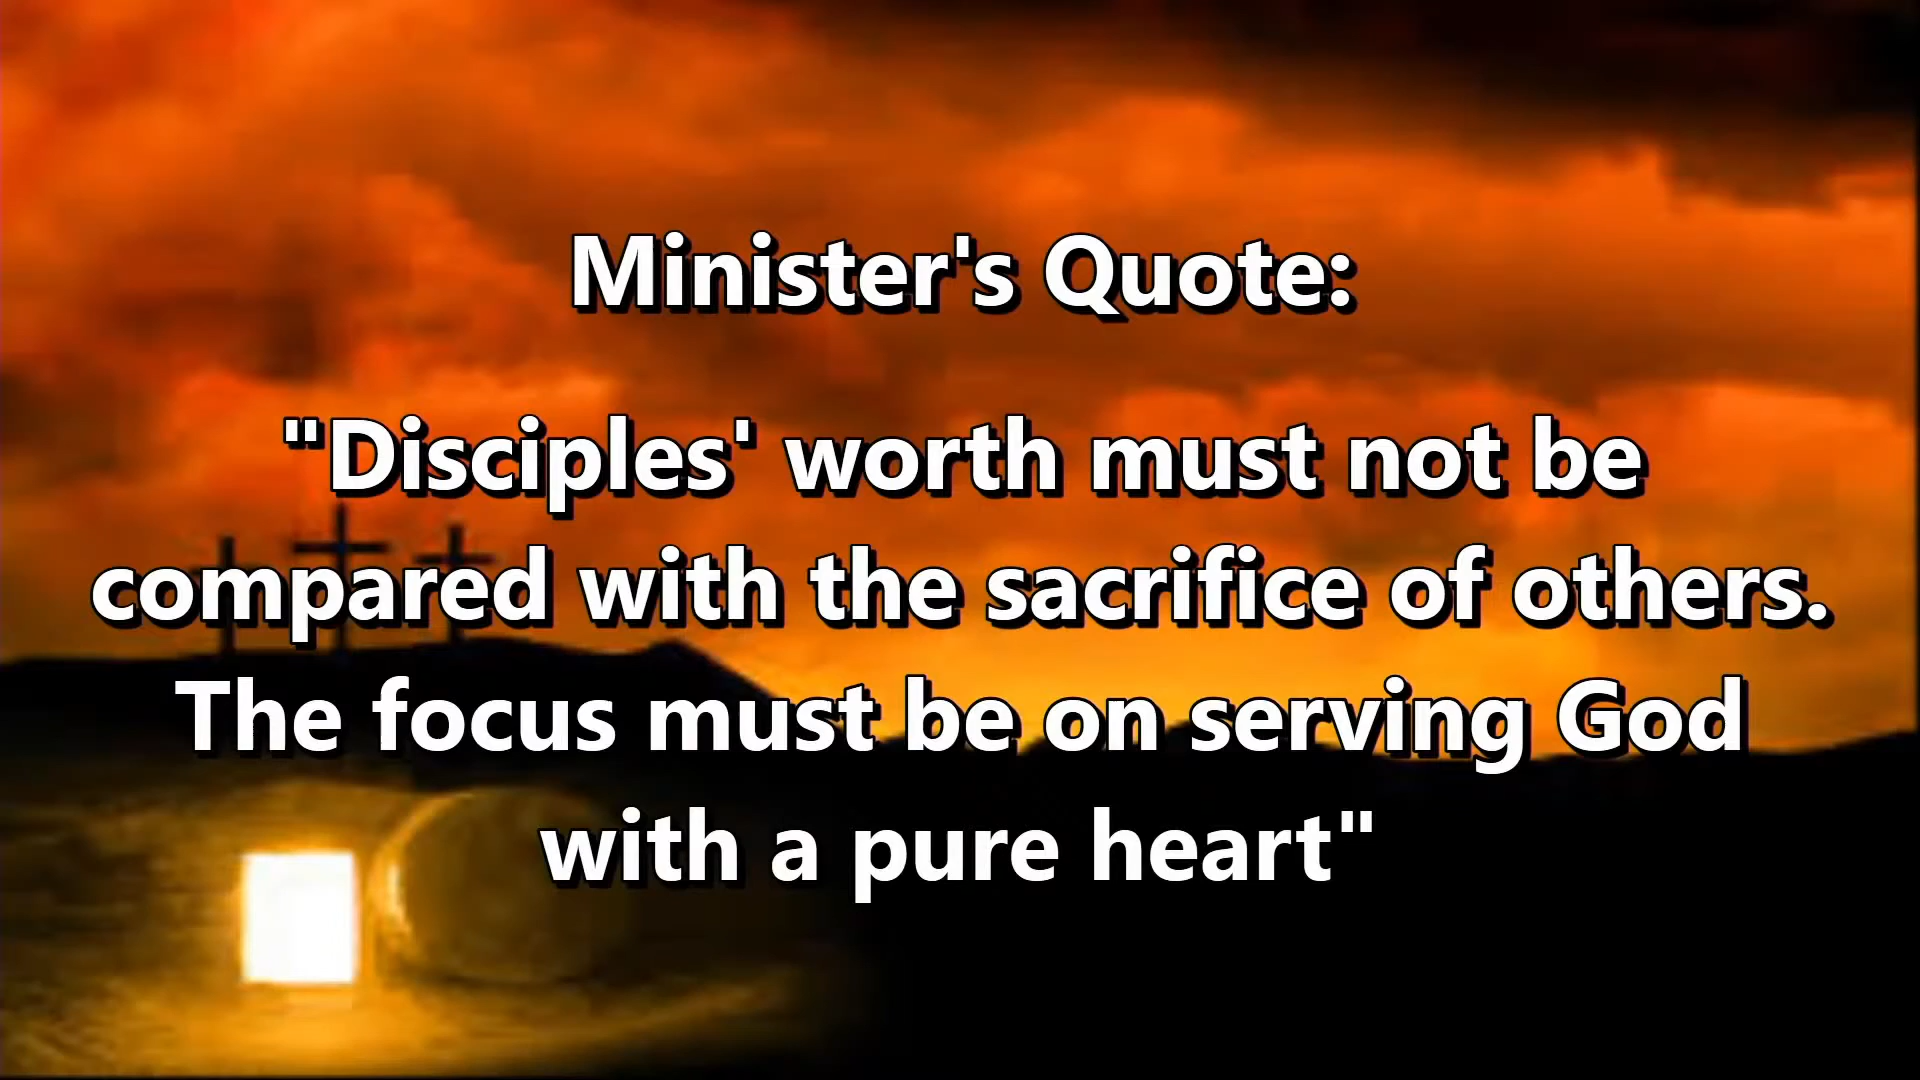 Minister's Quote:
"Disciples' worth must not be
compared with the sacrifice of others.
The focus must be on serving God
with a pure heart"